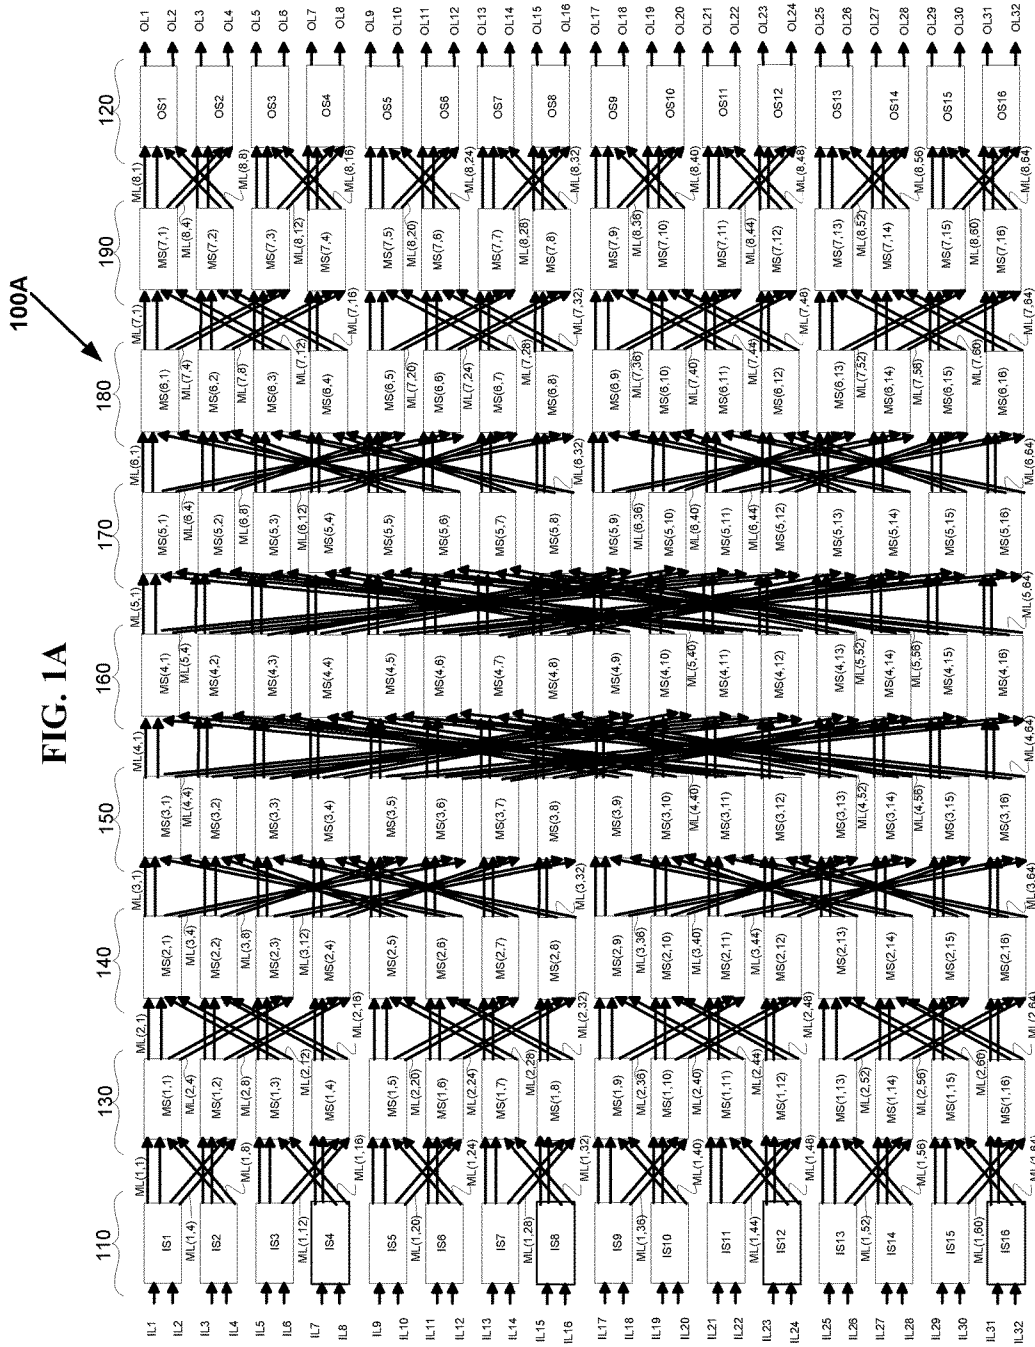 FIG. 1A
100A
110 130 140 150 160 170 180 190 120
ML(1,1) ML(2,1) ML(3,1) ML(4,1) ML(5,1) ML(6,1) ML(7,1) ML(8,1)
IL1 OL1
IS1 MS(1,1) MS(2,1) MS(3,1) MS(4,1) MS(5,1) MS(6,1) MS(7,1) OS1
IL2 OL2
ML(1,4) ML(2,4) ML(3,4) ML(4,4) ML(5,4) ML(6,4) ML(7,4) ML(8,4)
IL3 OL3
IS2 MS(1,2) MS(2,2) MS(3,2) MS(4,2) MS(5,2) MS(6,2) MS(7,2) OS2
IL4 OL4
ML(1,8) ML(2,8) ML(3,8) ML(6,8) ML(7,8) ML(8,8)
IL5 OL5
IS3 MS(1,3) MS(2,3) MS(3,3) MS(4,3) MS(5,3) MS(6,3) MS(7,3) OS3
IL6 OL6
ML(1,12) ML(2,12) ML(3,12) ML(6,12) ML(7,12) ML(8,12)
IL7 OL7
IS4 MS(1,4) MS(2,4) MS(3,4) MS(4,4) MS(5,4) MS(6,4) MS(7,4) OS4
IL8 OL8
ML(1,16) ML(2,16) ML(7,16) ML(8,16)
IL9 OL9
IS5 MS(1,5) MS(2,5) MS(3,5) MS(4,5) MS(5,5) MS(6,5) MS(7,5) OS5
IL10 OL10
ML(1,20) ML(2,20) ML(7,20) ML(8,20)
IL11 OL11
IS6 MS(1,6) MS(2,6) MS(3,6) MS(4,6) MS(5,6) MS(6,6) MS(7,6) OS6
IL12 OL12
ML(1,24) ML(2,24) ML(7,24) ML(8,24)
IL13 OL13
IS7 MS(1,7) MS(2,7) MS(3,7) MS(4,7) MS(5,7) MS(6,7) MS(7,7) OS7
IL14 OL14
ML(1,28) ML(2,28) ML(7,28) ML(8,28)
IL15 OL15
IS8 MS(1,8) MS(2,8) MS(3,8) MS(4,8) MS(5,8) MS(6,8) MS(7,8) OS8
IL16 OL16
ML(1,32) ML(2,32) ML(3,32) ML(6,32) ML(7,32) ML(8,32)
IL17 OL17
IS9 MS(1,9) MS(2,9) MS(3,9) MS(4,9) MS(5,9) MS(6,9) MS(7,9) OS9
IL18 OL18
ML(1,36) ML(2,36) ML(3,36) ML(6,36) ML(7,36) ML(8,36)
IL19 OL19
IS10 MS(1,10) MS(2,10) MS(3,10) MS(4,10) MS(5,10) MS(6,10) MS(7,10) OS10
IL20 OL20
ML(1,40) ML(2,40) ML(3,40) ML(4,40) ML(5,40) ML(6,40) ML(7,40) ML(8,40)
IL21 OL21
IS11 MS(1,11) MS(2,11) MS(3,11) MS(4,11) MS(5,11) MS(6,11) MS(7,11) OS11
IL22 OL22
ML(1,44) ML(2,44) ML(3,44) ML(6,44) ML(7,44) ML(8,44)
IL23 OL23
IS12 MS(1,12) MS(2,12) MS(3,12) MS(4,12) MS(5,12) MS(6,12) MS(7,12) OS12
IL24 OL24
ML(1,48) ML(2,48) ML(7,48) ML(8,48)
IL25 OL25
IS13 MS(1,13) MS(2,13) MS(3,13) MS(4,13) MS(5,13) MS(6,13) MS(7,13) OS13
IL26 OL26
ML(1,52) ML(2,52) ML(4,52) ML(5,52) ML(7,52) ML(8,52)
IL27 OL27
IS14 MS(1,14) MS(2,14) MS(3,14) MS(4,14) MS(5,14) MS(6,14) MS(7,14) OS14
IL28 OL28
ML(1,56) ML(2,56) ML(4,56) ML(5,56) ML(7,56) ML(8,56)
IL29 OL29
IS15 MS(1,15) MS(2,15) MS(3,15) MS(4,15) MS(5,15) MS(6,15) MS(7,15) OS15
IL30 OL30
ML(1,60) ML(2,60) ML(7,60) ML(8,60)
IL31 OL31
IS16 MS(1,16) MS(2,16) MS(3,16) MS(4,16) MS(5,16) MS(6,16) MS(7,16) OS16
IL32 OL32
ML(1,64) ML(2,64) ML(3,64) ML(4,64) ML(5,64) ML(6,64) ML(7,64) ML(8,64)